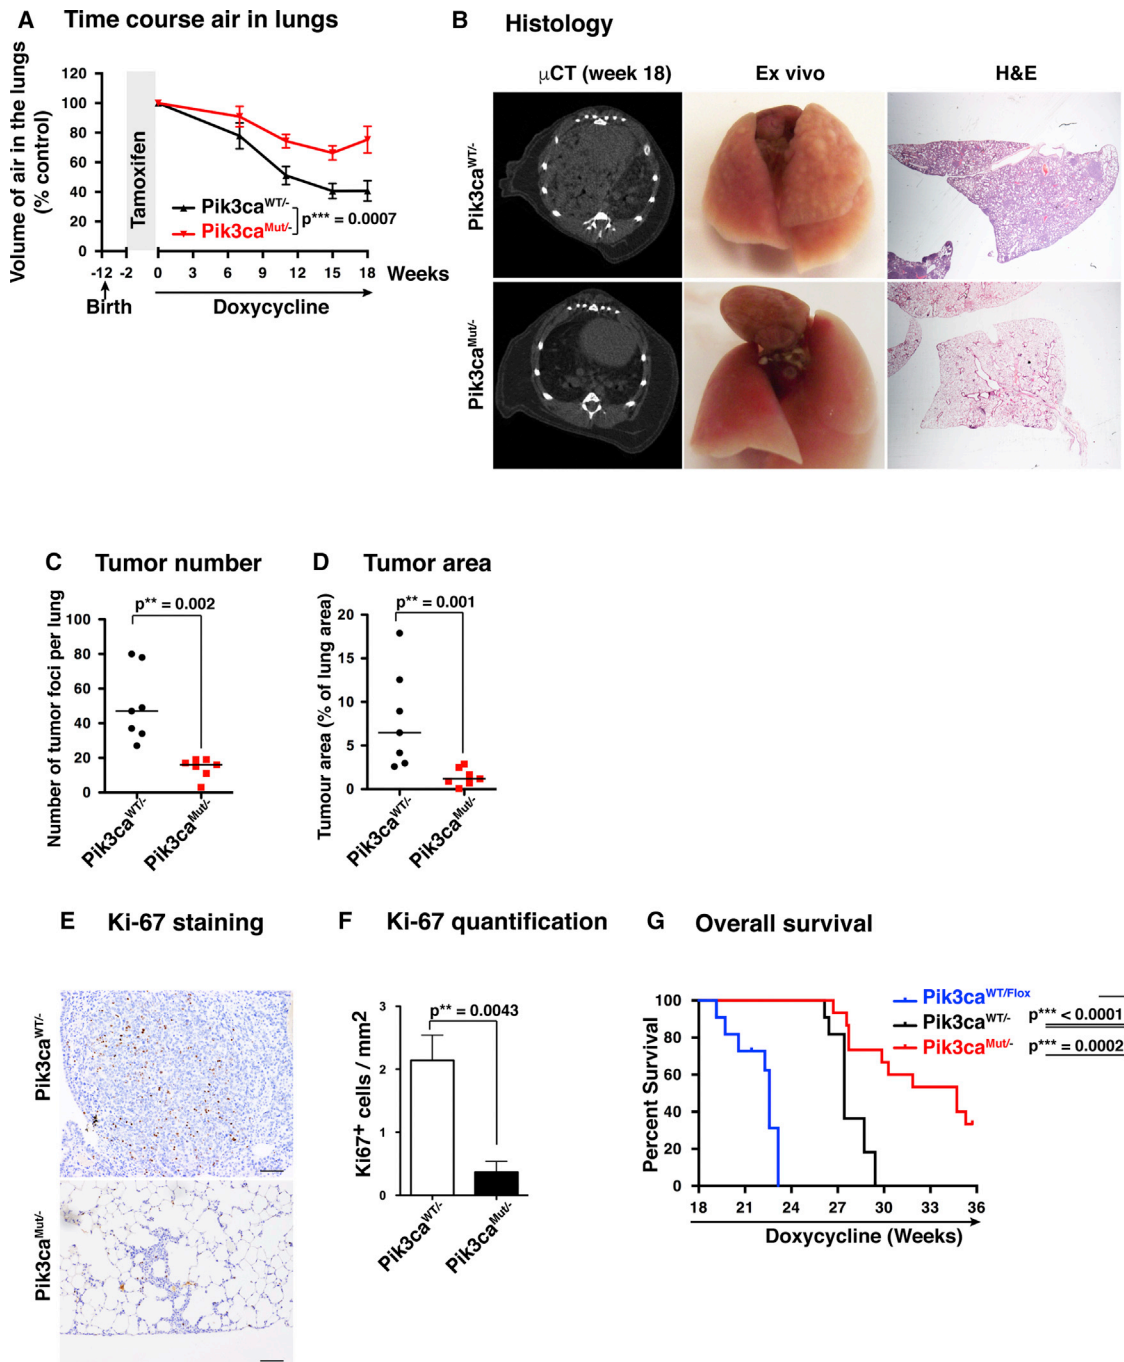 A Time course air in lungs
Volume of air in the lungs
(% control)
120
100
80
60
40
20
0
Tamoxifen
Pik3caWT/-
Pik3caMut/-
p*** = 0.0007
-12 -2 0 3 6 9 12 15 18 Weeks
Birth
Doxycycline
B Histology
µCT (week 18) Ex vivo H&E
Pik3caWT/-
Pik3caMut/-
C Tumor number
p** = 0.002
Number of tumor foci per lung
100
80
60
40
20
0
Pik3caWT/-
Pik3caMut/-
D Tumor area
p** = 0.001
Tumour area (% of lung area)
20
15
10
5
0
Pik3caWT/-
Pik3caMut/-
E Ki-67 staining
Pik3caWT/-
Pik3caMut/-
F Ki-67 quantification
p** = 0.0043
Ki67+ cells / mm2
3
2
1
0
Pik3caWT/-
Pik3caMut/-
G Overall survival
Pik3caWT/Flox
Pik3caWT/-
Pik3caMut/-
p*** < 0.0001
p*** = 0.0002
Percent Survival
100
80
60
40
20
0
18 21 24 27 30 33 36
Doxycycline (Weeks)